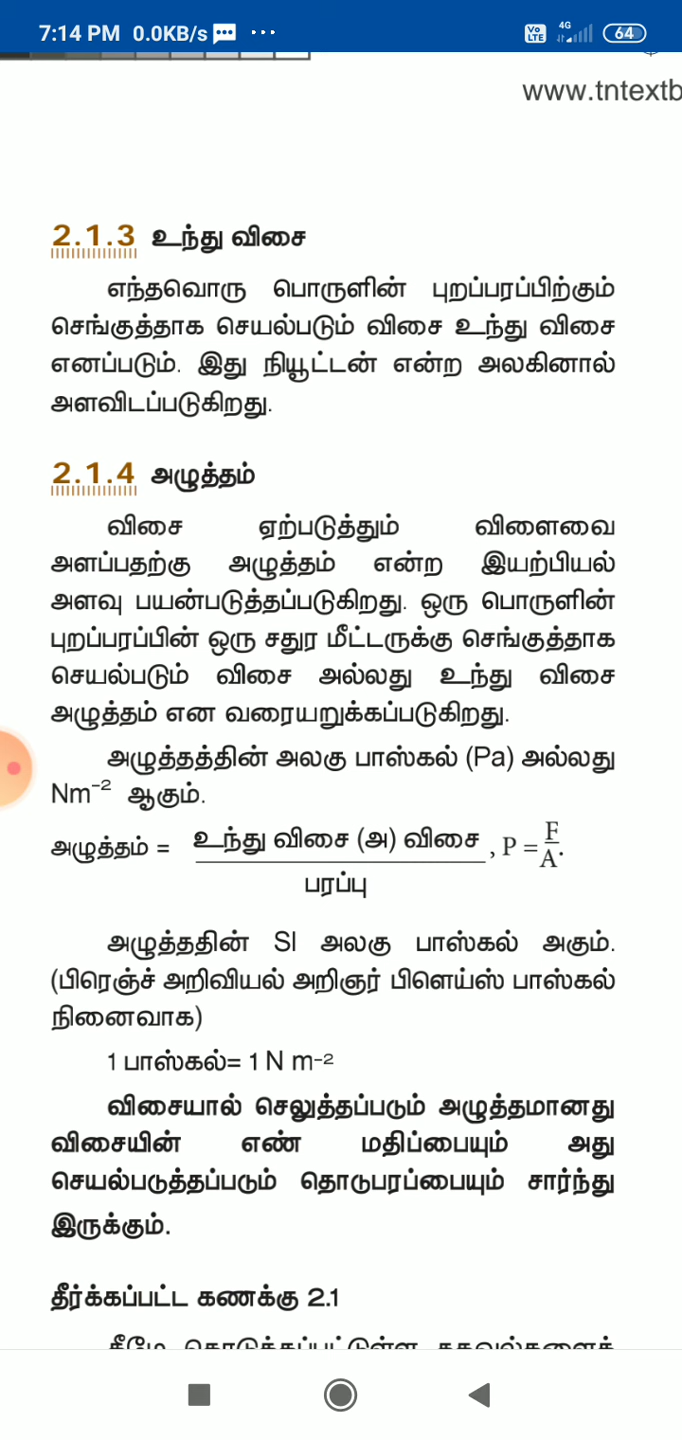 7:14 PM 0.0KB/s ...
Vo LTE 4G 64
www.tntextb
2.1.3 உந்து விசை
எந்தவொரு பொருளின் புறப்பரப்பிற்கும்
செங்குத்தாக செயல்படும் விசை உந்து விசை
எனப்படும். இது நியூட்டன் என்ற அலகினால்
அளவிடப்படுகிறது.
2.1.4 அழுத்தம்
விசை ஏற்படுத்தும் விளைவை
அளப்பதற்கு அழுத்தம் என்ற இயற்பியல்
அளவு பயன்படுத்தப்படுகிறது. ஒரு பொருளின்
புறப்பரப்பின் ஒரு சதுர மீட்டருக்கு செங்குத்தாக
செயல்படும் விசை அல்லது உந்து விசை
அழுத்தம் என வரையறுக்கப்படுகிறது.
அழுத்தத்தின் அலகு பாஸ்கல் (Pa) அல்லது
Nm⁻² ஆகும்.
அழுத்தம் = உந்து விசை (அ) விசை / பரப்பு , P = F/A.
அழுத்ததின் SI அலகு பாஸ்கல் அகும்.
(பிரெஞ்ச் அறிவியல் அறிஞர் பிளெய்ஸ் பாஸ்கல்
நினைவாக)
1 பாஸ்கல்= 1 N m⁻²
விசையால் செலுத்தப்படும் அழுத்தமானது
விசையின் எண் மதிப்பையும் அது
செயல்படுத்தப்படும் தொடுபரப்பையும் சார்ந்து
இருக்கும்.
தீர்க்கப்பட்ட கணக்கு 2.1